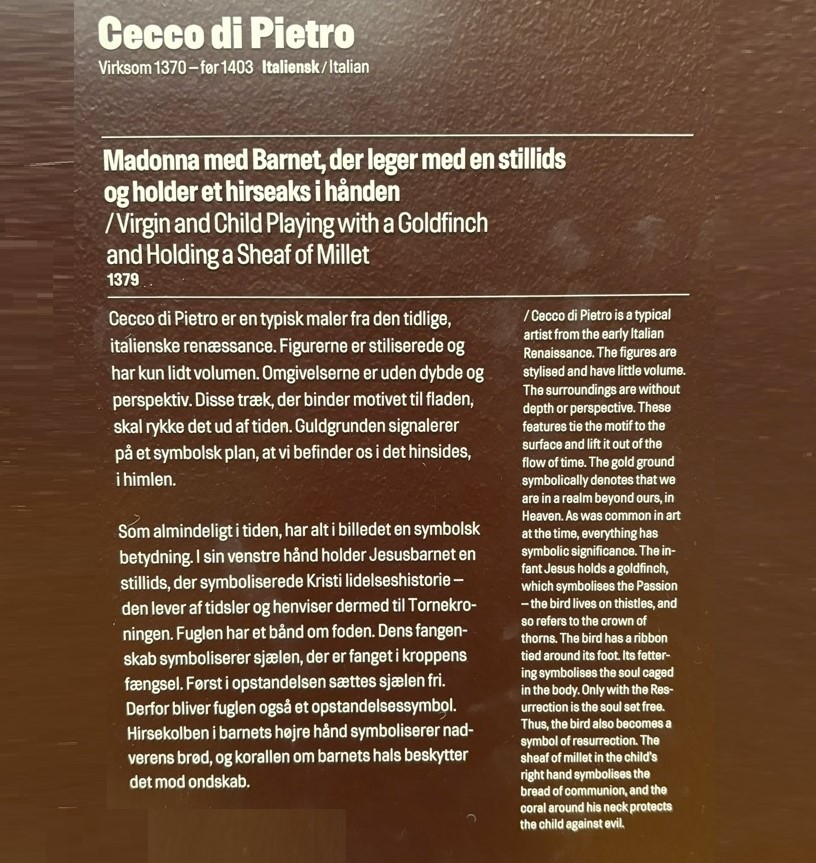 Cecco di Pietro
Virksom 1370 – før 1403 Italiensk / Italian
Madonna med Barnet, der leger med en stillids
og holder et hirseaks i hånden
/ Virgin and Child Playing with a Goldfinch
and Holding a Sheaf of Millet
1379
Cecco di Pietro er en typisk maler fra den tidlige,
italienske renæssance. Figurerne er stiliserede og
har kun lidt volumen. Omgivelserne er uden dybde og
perspektiv. Disse træk, der binder motivet til fladen,
skal rykke det ud af tiden. Guldgrunden signalerer
på et symbolsk plan, at vi befinder os i det hinsides,
i himlen.
Som almindeligt i tiden, har alt i billedet en symbolsk
betydning. I sin venstre hånd holder Jesusbarnet en
stillids, der symboliserede Kristi lidelseshistorie –
den lever af tidsler og henviser dermed til Tornekro-
ningen. Fuglen har et bånd om foden. Dens fangen-
skab symboliserer sjælen, der er fanget i kroppens
fængsel. Først i opstandelsen sættes sjælen fri.
Derfor bliver fuglen også et opstandelsessymbol.
Hirsekolben i barnets højre hånd symboliserer nad-
verens brød, og korallen om barnets hals beskytter
det mod ondskab.
/ Cecco di Pietro is a typical
artist from the early Italian
Renaissance. The figures are
stylised and have little volume.
The surroundings are without
depth or perspective. These
features tie the motif to the
surface and lift it out of the
flow of time. The gold ground
symbolically denotes that we
are in a realm beyond ours, in
Heaven. As was common in art
at the time, everything has
symbolic significance. The in-
fant Jesus holds a goldfinch,
which symbolises the Passion
– the bird lives on thistles, and
so refers to the crown of
thorns. The bird has a ribbon
tied around its foot. Its fetter-
ing symbolises the soul caged
in the body. Only with the Res-
urrection is the soul set free.
Thus, the bird also becomes a
symbol of resurrection. The
sheaf of millet in the child's
right hand symbolises the
bread of communion, and the
coral around his neck protects
the child against evil.